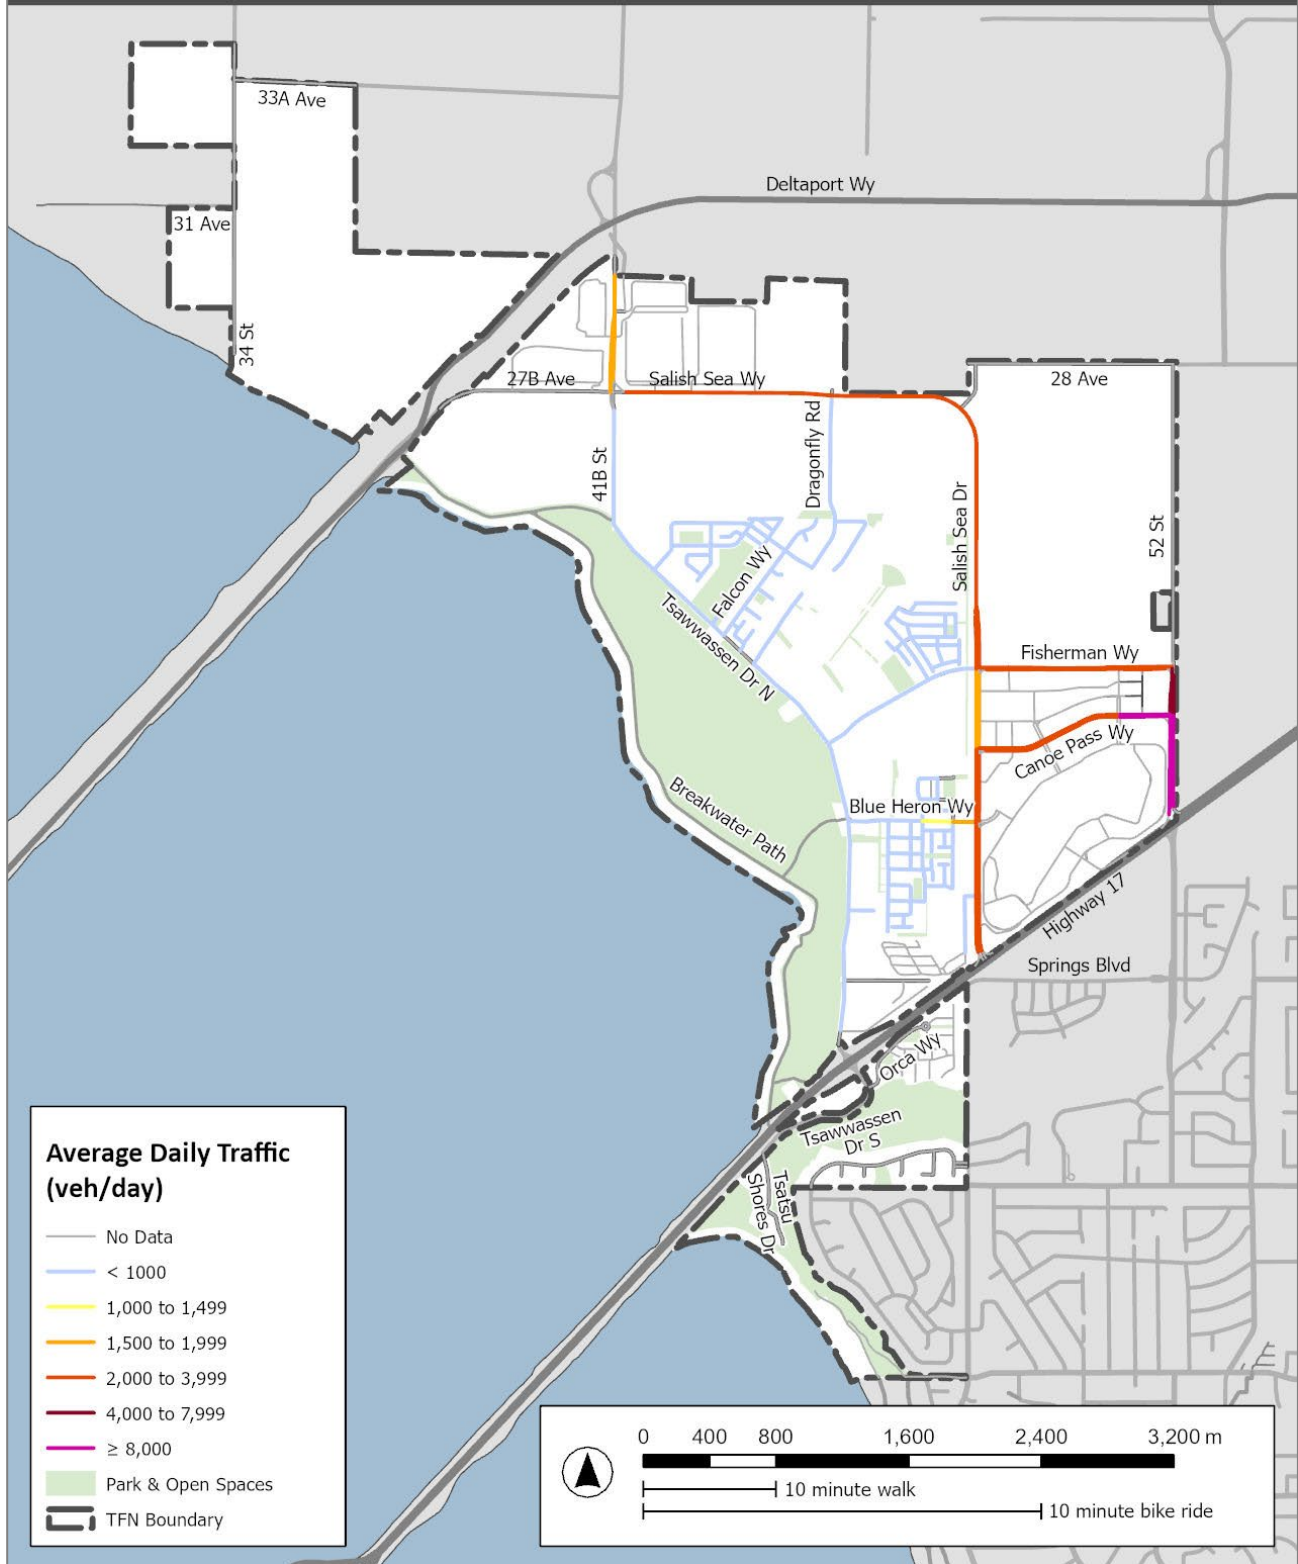 33A Ave
Deltaport Wy
31 Ave
34 St
27B Ave
Salish Sea Wy
28 Ave
41B St
Dragonfly Rd
Salish Sea Dr
52 St
Falcon Wy
Tsawwassen Dr N
Fisherman Wy
Canoe Pass Wy
Breakwater Path
Blue Heron Wy
Highway 17
Springs Blvd
Orca Wy
Tsawwassen
Dr S
Tsatsu
Shores Dr
Average Daily Traffic
(veh/day)
No Data
< 1000
1,000 to 1,499
1,500 to 1,999
2,000 to 3,999
4,000 to 7,999
≥ 8,000
Park & Open Spaces
TFN Boundary
0 400 800 1,600 2,400 3,200 m
10 minute walk
10 minute bike ride